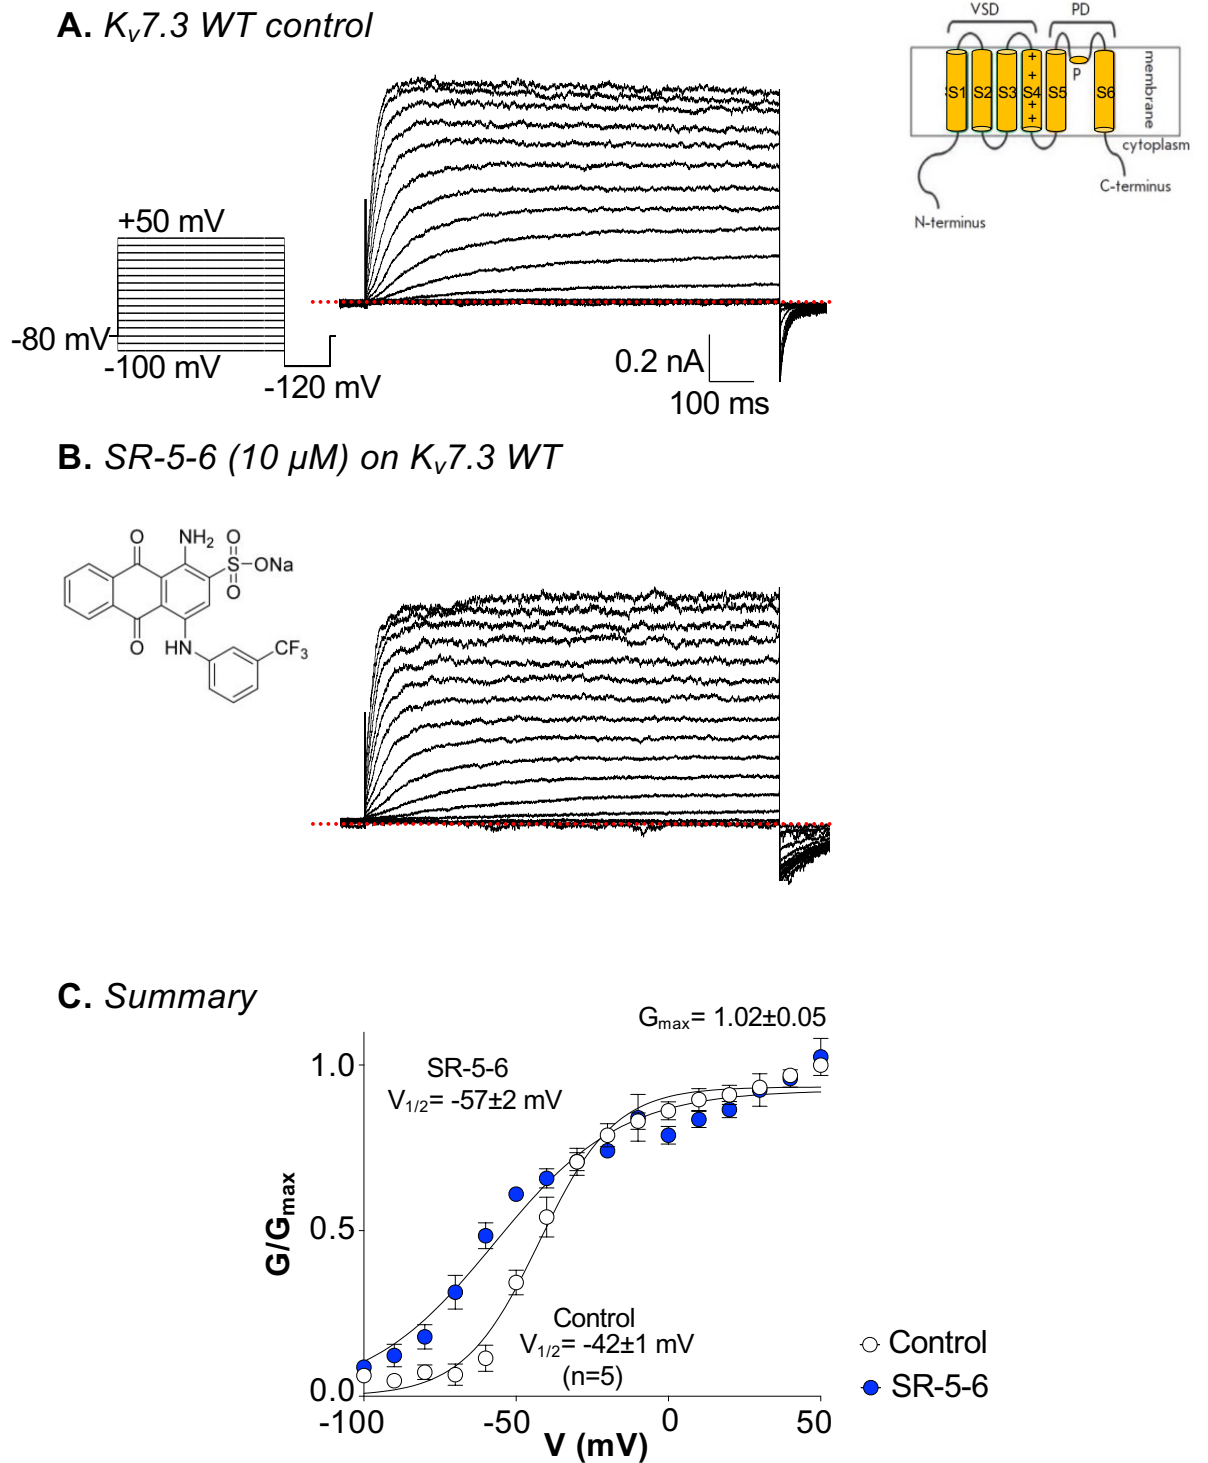 A. Kv7.3 WT control
VSD PD
S1 S2 S3 S4 S5 P S6
+
+
+
+
membrane
cytoplasm
C-terminus
N-terminus
+50 mV
-80 mV
-100 mV
-120 mV
0.2 nA
100 ms
B. SR-5-6 (10 µM) on Kv7.3 WT
O NH2 O
S ONa
O
O HN
CF3
C. Summary
Gmax= 1.02±0.05
SR-5-6
V1/2= -57±2 mV
1.0
0.5
0.0
G/Gmax
Control
V1/2= -42±1 mV
(n=5)
Control
SR-5-6
-100 -50 0 50
V (mV)